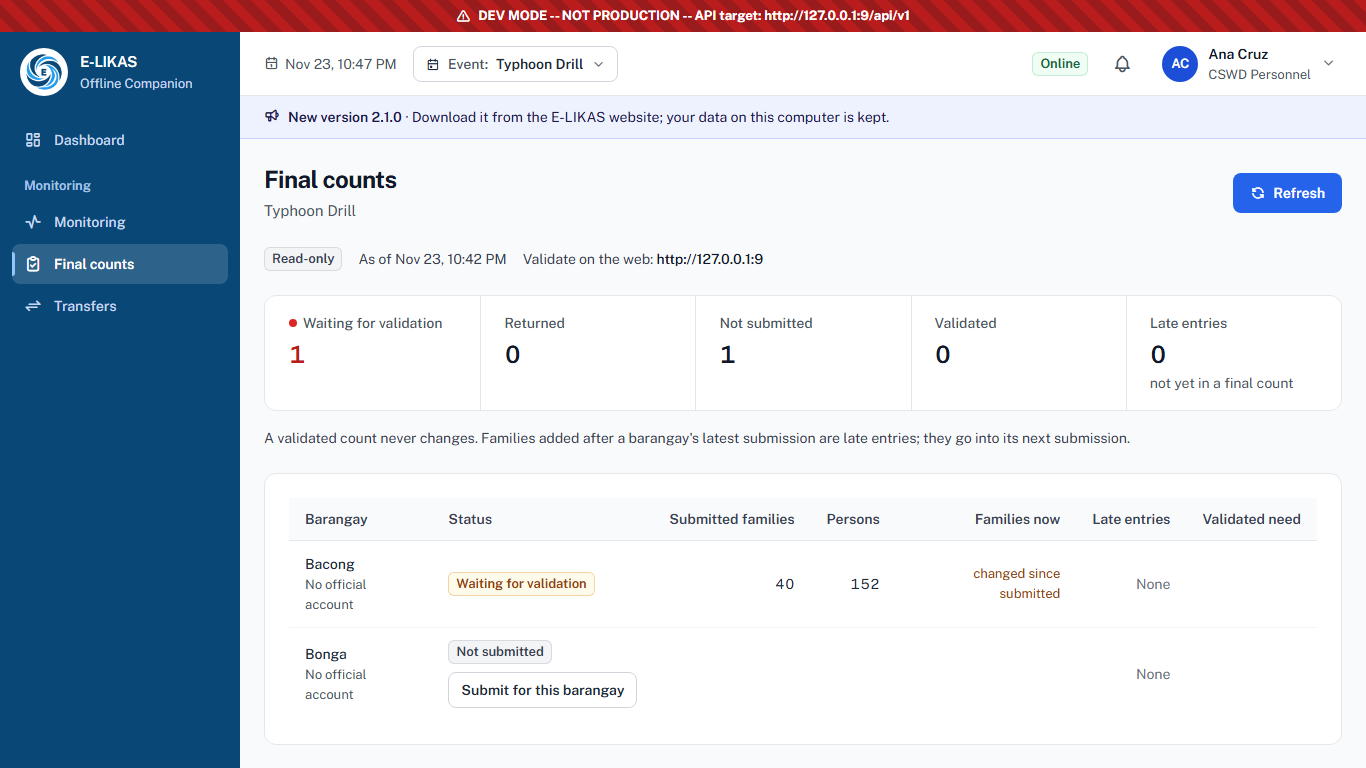 DEV MODE -- NOT PRODUCTION -- API target: http://127.0.0.1:9/api/v1
E-LIKAS
Offline Companion
Dashboard
Monitoring
Monitoring
Final counts
Transfers
Nov 23, 10:47 PM
Event: Typhoon Drill
Online
AC
Ana Cruz
CSWD Personnel
New version 2.1.0 · Download it from the E-LIKAS website; your data on this computer is kept.
Final counts
Typhoon Drill
Refresh
Read-only As of Nov 23, 10:42 PM Validate on the web: http://127.0.0.1:9
Waiting for validation
1
Returned
0
Not submitted
1
Validated
0
Late entries
0
not yet in a final count
A validated count never changes. Families added after a barangay's latest submission are late entries; they go into its next submission.
Barangay Status Submitted families Persons Families now Late entries Validated need
Bacong
No official
account
Waiting for validation
40
152
changed since
submitted
None
Bonga
No official
account
Not submitted
Submit for this barangay
None